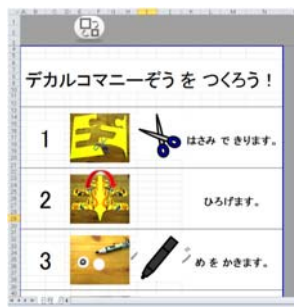 デカルコマニーぞう を つくろう！
1 はさみ で きります。
2 ひろげます。
3 め を かきます。